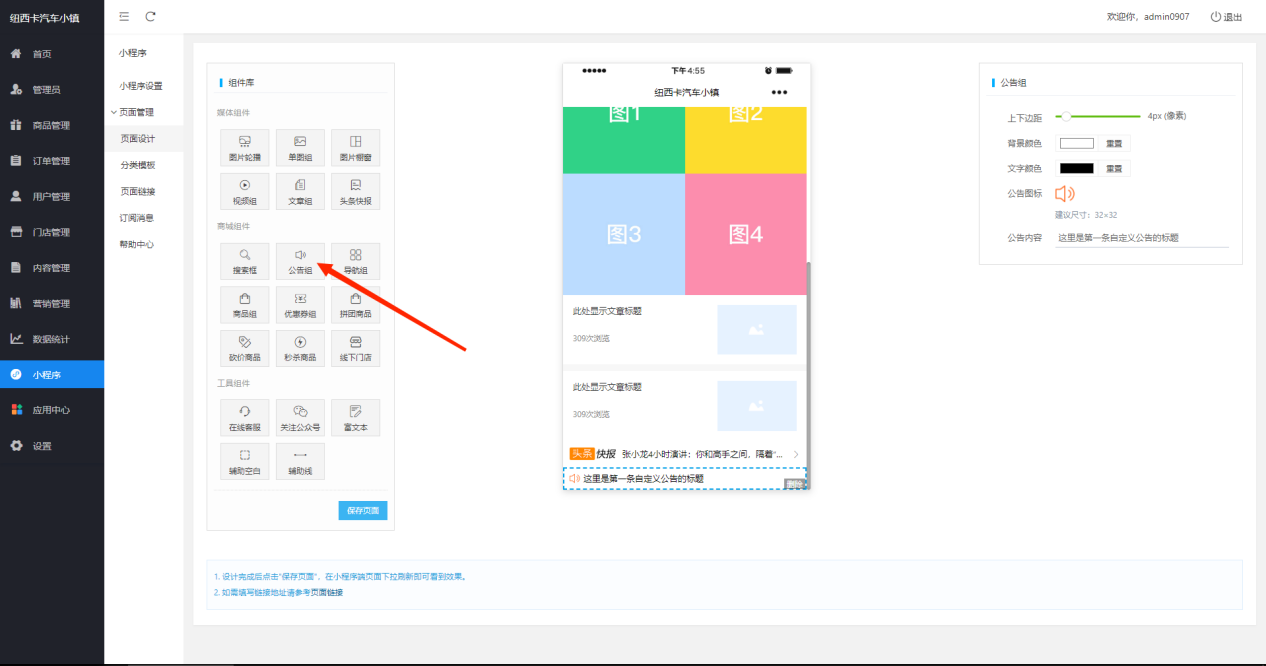 纽西卡汽车小镇
欢迎你，admin0907
退出
首页
管理员
商品管理
订单管理
用户管理
门店管理
内容管理
营销管理
数据统计
小程序
应用中心
设置
小程序
小程序设置
页面管理
页面设计
分类模板
页面链接
订阅消息
帮助中心
组件库
媒体组件
图片轮播 单图组 图片橱窗
视频组 文章组 头条快报
商城组件
搜索框 公告组 导航组
商品组 优惠券组 拼团商品
砍价商品 秒杀商品 线下门店
工具组件
在线客服 关注公众号 富文本
辅助空白 辅助线
保存页面
下午4:55
纽西卡汽车小镇
图1 图2
图3 图4
此处显示文章标题
309次浏览
此处显示文章标题
309次浏览
头条 快报 张小龙4小时演讲：你和高手之间，隔着“...
这里是第一条自定义公告的标题
删除
公告组
上下边距 4px (像素)
背景颜色 重置
文字颜色 重置
公告图标
建议尺寸：32×32
公告内容 这里是第一条自定义公告的标题
1. 设计完成后点击"保存页面"，在小程序端页面下拉刷新即可看到效果。
2. 如需填写链接地址请参考页面链接